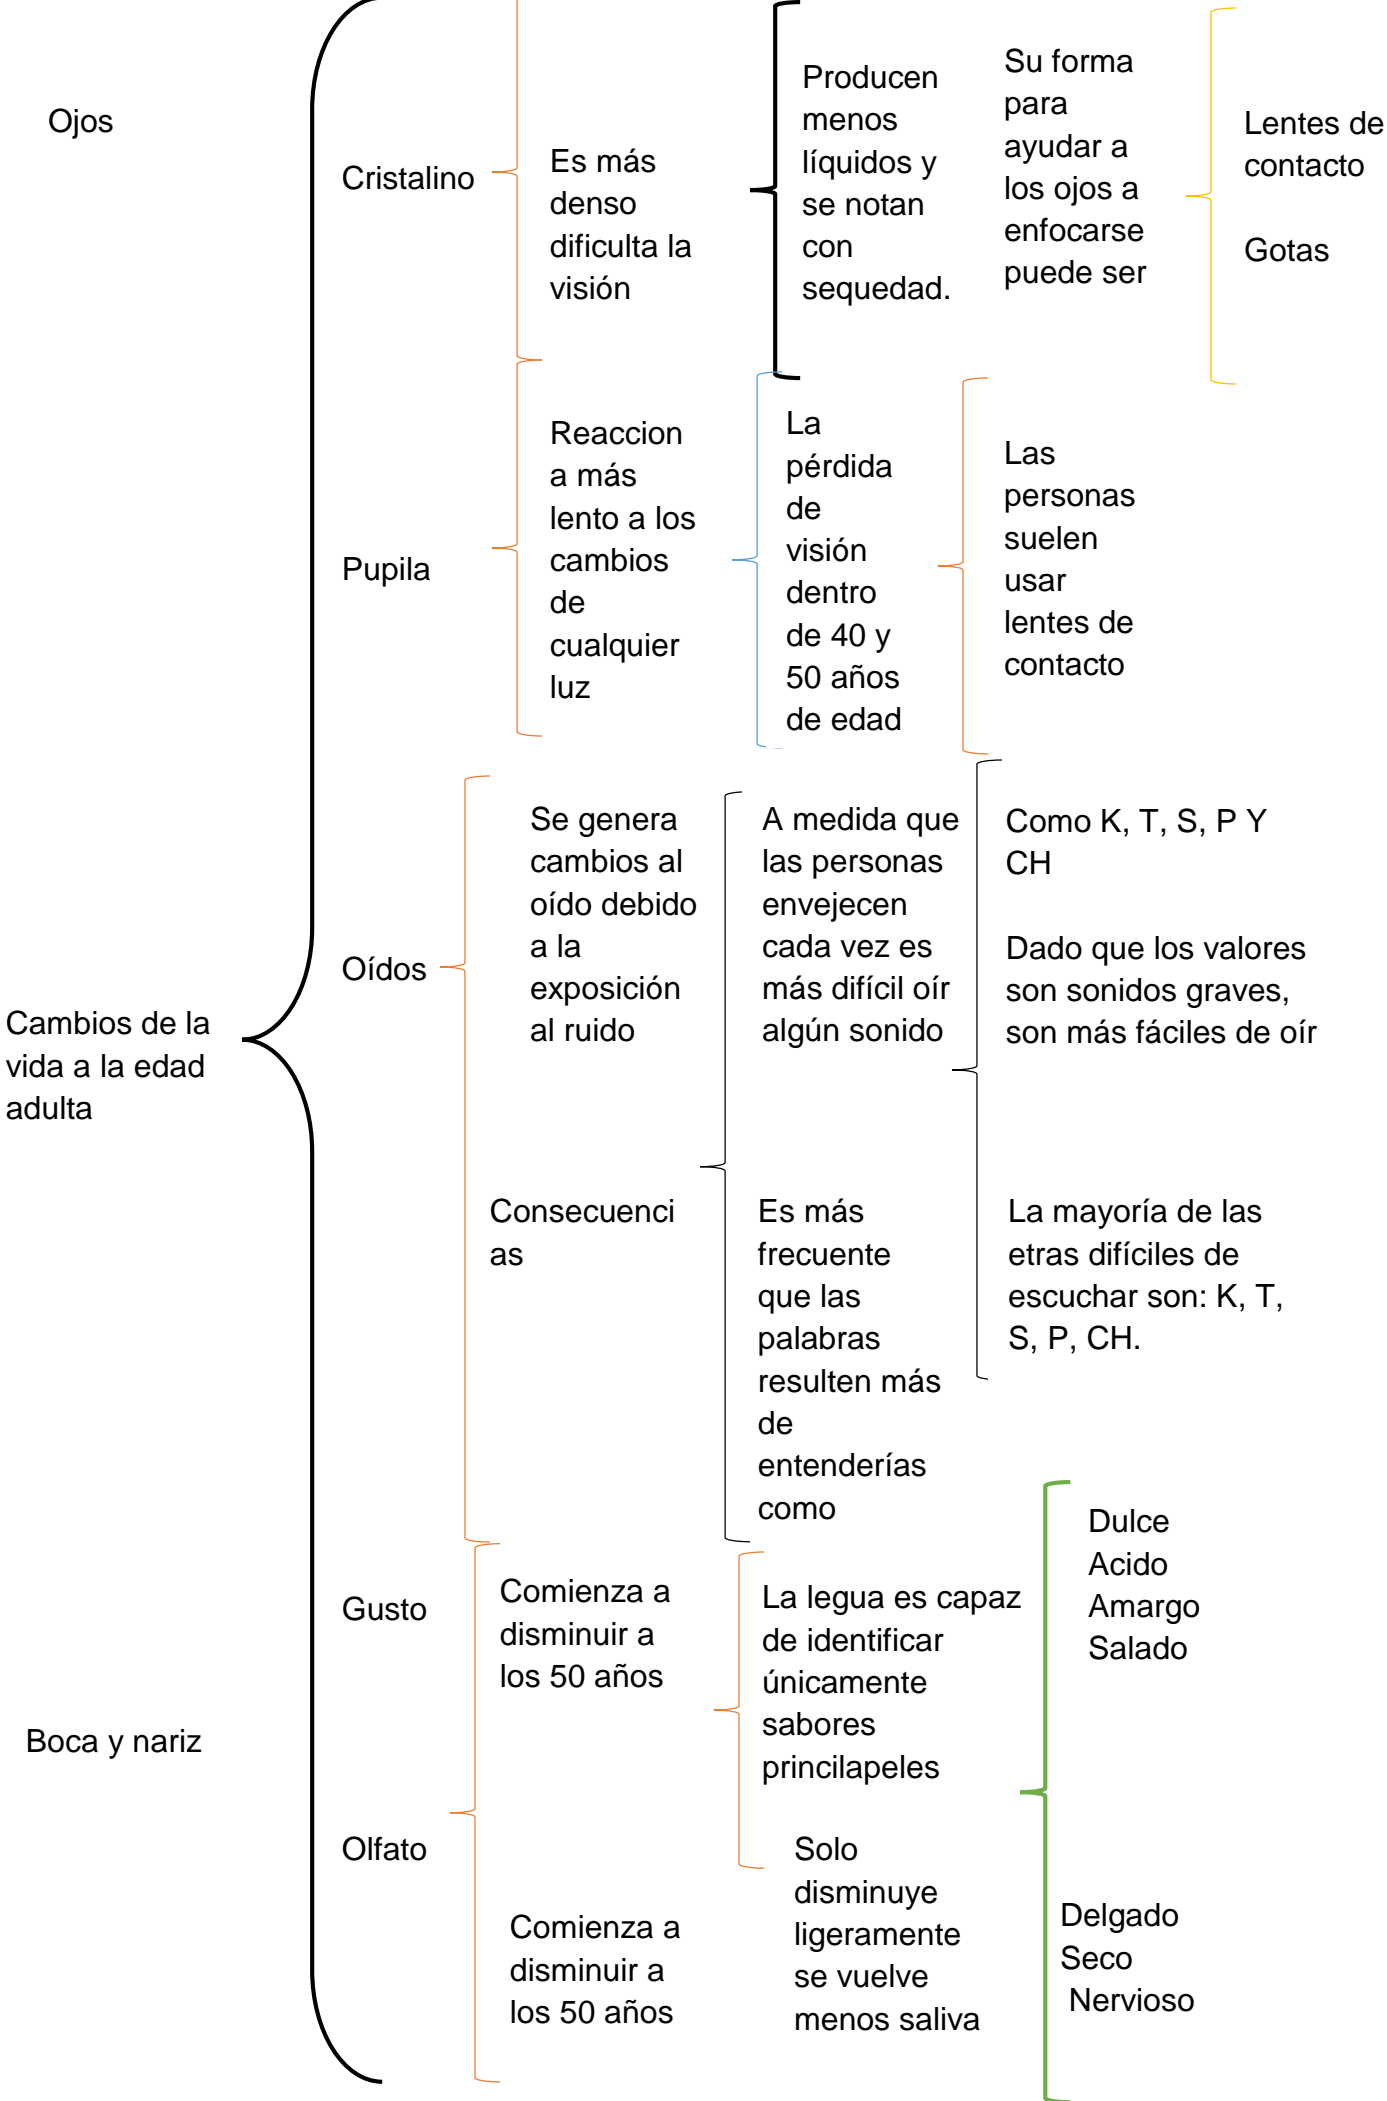 Ojos
Cristalino
Es más
denso
dificulta la
visión
Producen
menos
líquidos y
se notan
con
sequedad.
Su forma
para
ayudar a
los ojos a
enfocarse
puede ser
Lentes de
contacto
Gotas
Pupila
Reaccion
a más
lento a los
cambios
de
cualquier
luz
La
pérdida
de
visión
dentro
de 40 y
50 años
de edad
Las
personas
suelen
usar
lentes de
contacto
Cambios de la
vida a la edad
adulta
Oídos
Se genera
cambios al
oído debido
a la
exposición
al ruido
A medida que
las personas
envejecen
cada vez es
más difícil oír
algún sonido
Como K, T, S, P Y
CH
Dado que los valores
son sonidos graves,
son más fáciles de oír
Consecuenci
as
Es más
frecuente
que las
palabras
resulten más
de
entenderías
como
La mayoría de las
etras difíciles de
escuchar son: K, T,
S, P, CH.
Boca y nariz
Gusto
Comienza a
disminuir a
los 50 años
La legua es capaz
de identificar
únicamente
sabores
princilapeles
Dulce
Acido
Amargo
Salado
Olfato
Comienza a
disminuir a
los 50 años
Solo
disminuye
ligeramente
se vuelve
menos saliva
Delgado
Seco
Nervioso